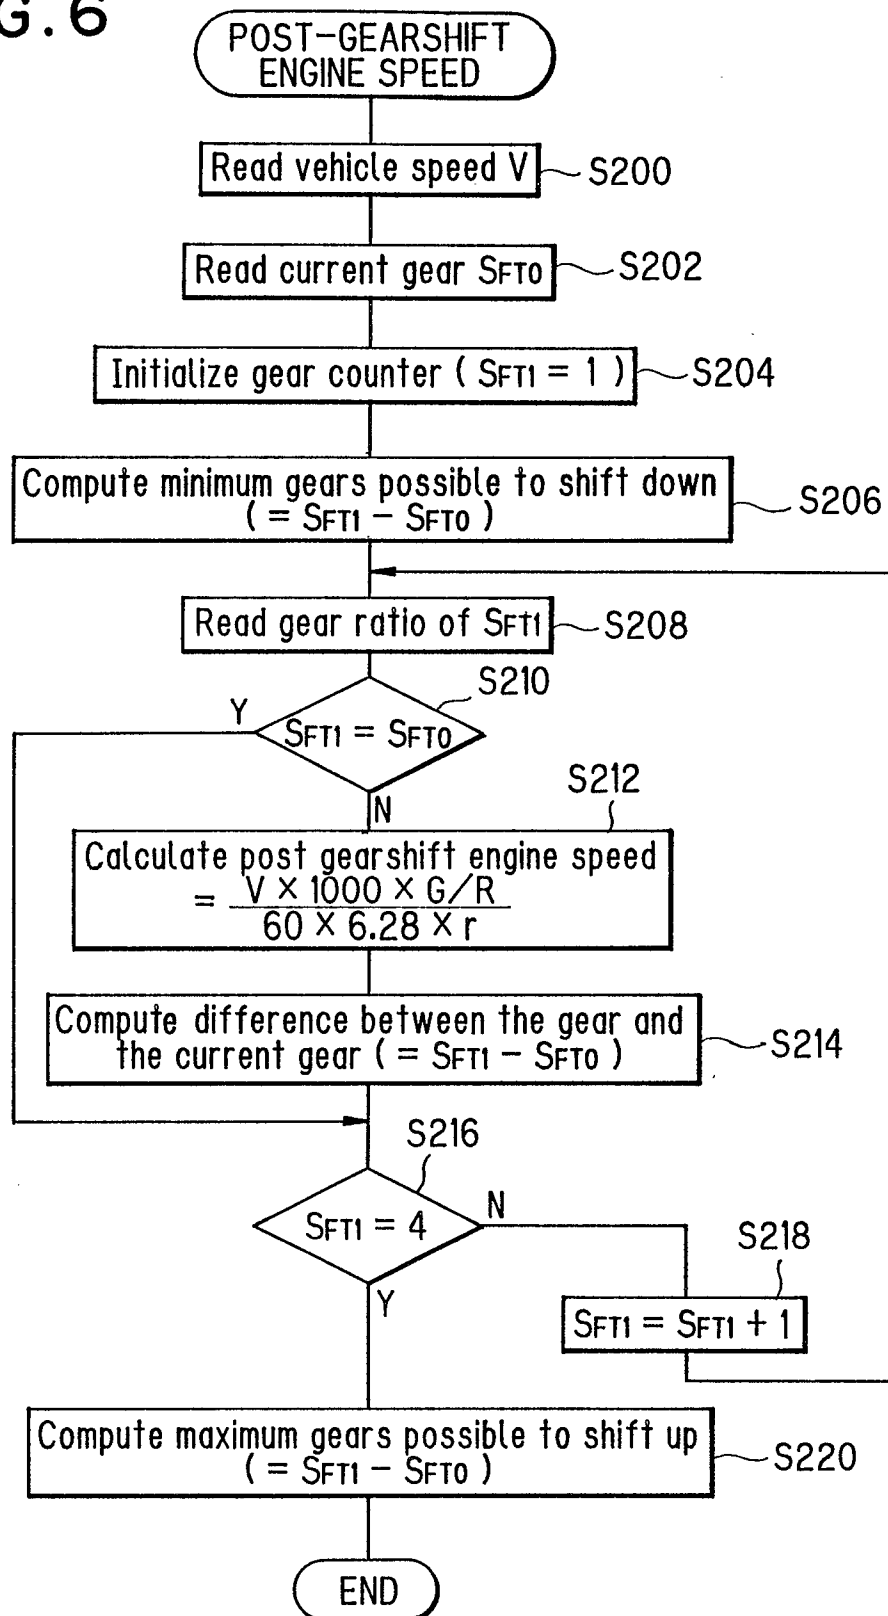 G.6
POST-GEARSHIFT
ENGINE SPEED
Read vehicle speed V
S200
Read current gear SFT0
S202
Initialize gear counter ( SFT1 = 1 )
S204
Compute minimum gears possible to shift down
( = SFT1 - SFT0 )
S206
Read gear ratio of SFT1
S208
S210
Y
SFT1 = SFT0
N
S212
Calculate post gearshift engine speed
= V × 1000 × G/R
60 × 6.28 × r
Compute difference between the gear and
the current gear ( = SFT1 - SFT0 )
S214
S216
SFT1 = 4
N
Y
S218
SFT1 = SFT1 + 1
Compute maximum gears possible to shift up
( = SFT1 - SFT0 )
S220
END